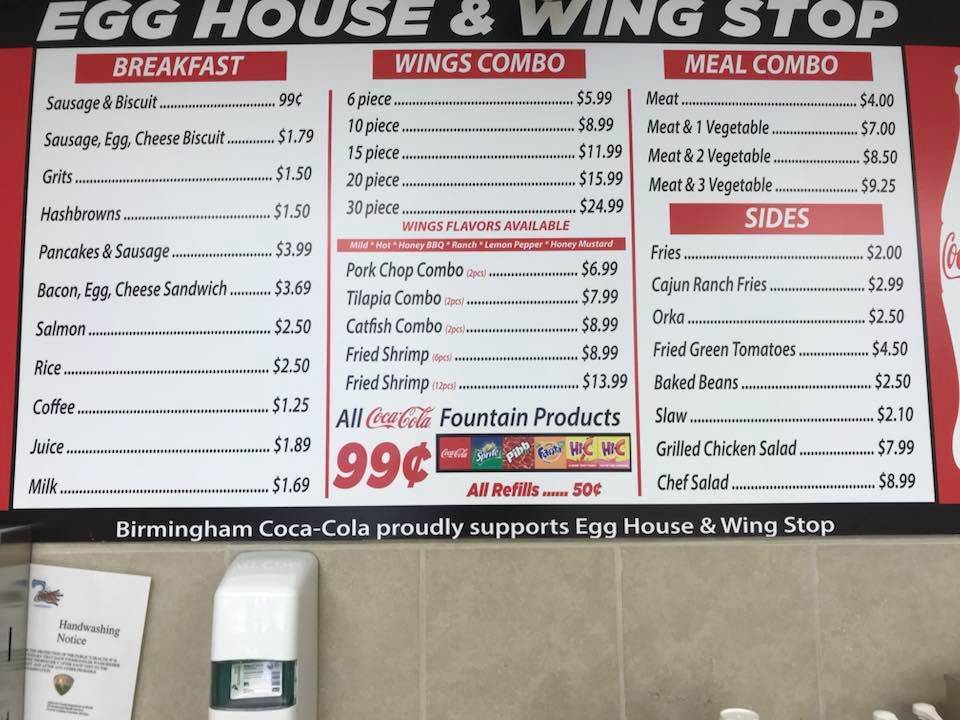 EGG HOUSE & WING STOP
BREAKFAST
Sausage & Biscuit 99¢
Sausage, Egg, Cheese Biscuit $1.79
Grits $1.50
Hashbrowns $1.50
Pancakes & Sausage $3.99
Bacon, Egg, Cheese Sandwich $3.69
Salmon $2.50
Rice $2.50
Coffee $1.25
Juice $1.89
Milk $1.69
WINGS COMBO
6 piece $5.99
10 piece $8.99
15 piece $11.99
20 piece $15.99
30 piece $24.99
WINGS FLAVORS AVAILABLE
Mild * Hot * Honey BBQ * Ranch * Lemon Pepper * Honey Mustard
Pork Chop Combo (2pcs) $6.99
Tilapia Combo (2pcs) $7.99
Catfish Combo (2pcs) $8.99
Fried Shrimp (6pcs) $8.99
Fried Shrimp (12pcs) $13.99
All Coca-Cola Fountain Products
99¢ Coca-Cola Sprite Pibb Fanta Hi-C Hi-C
All Refills ...... 50¢
MEAL COMBO
Meat $4.00
Meat & 1 Vegetable $7.00
Meat & 2 Vegetable $8.50
Meat & 3 Vegetable $9.25
SIDES
Fries $2.00
Cajun Ranch Fries $2.99
Orka $2.50
Fried Green Tomatoes $4.50
Baked Beans $2.50
Slaw $2.10
Grilled Chicken Salad $7.99
Chef Salad $8.99
Birmingham Coca-Cola proudly supports Egg House & Wing Stop
Handwashing
Notice